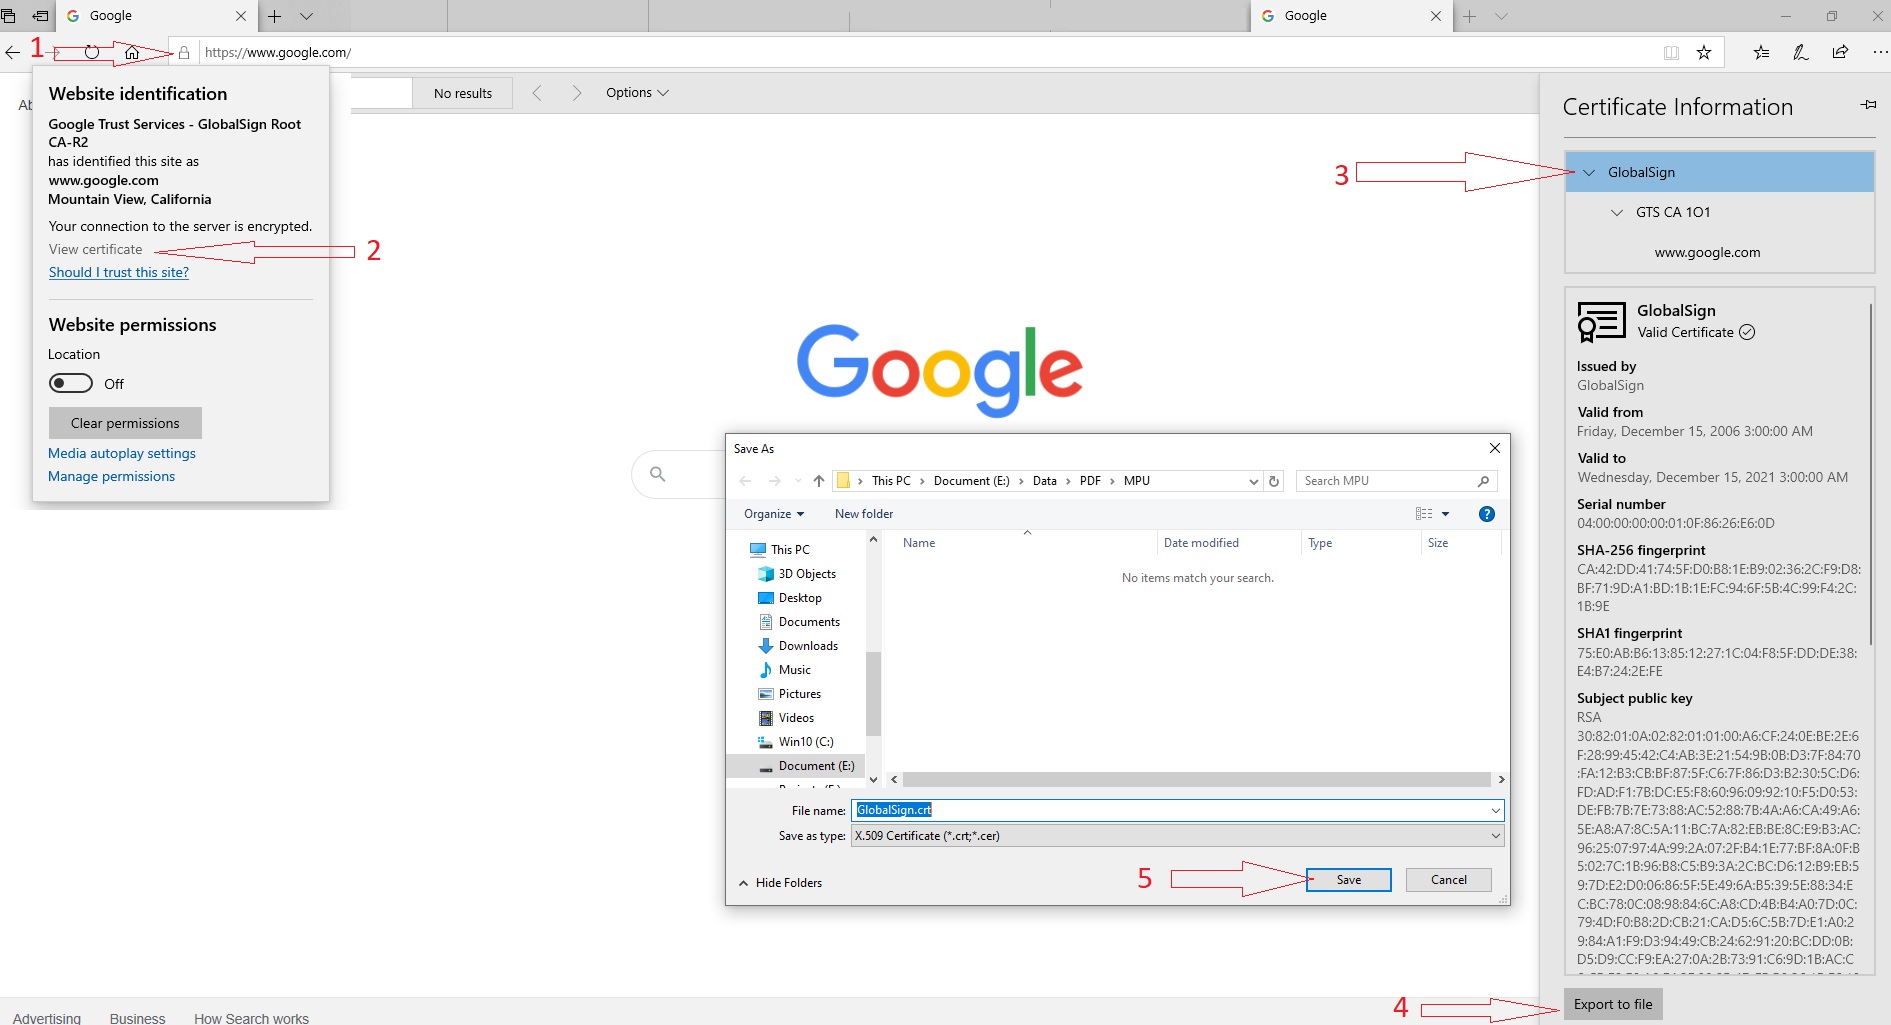 Google
Google
1
https://www.google.com/
Website identification
Google Trust Services - GlobalSign Root
CA-R2
has identified this site as
www.google.com
Mountain View, California
Your connection to the server is encrypted.
View certificate
2
Should I trust this site?
Website permissions
Location
Off
Clear permissions
Media autoplay settings
Manage permissions
No results
Options
Google
Save As
This PC > Document (E:) > Data > PDF > MPU
Search MPU
Organize
New folder
Name
Date modified
Type
Size
This PC
3D Objects
Desktop
Documents
Downloads
Music
Pictures
Videos
Win10 (C:)
Document (E:)
No items match your search.
File name: GlobalSign.crt
Save as type: X.509 Certificate (*.crt;*.cer)
Hide Folders
5
Save
Cancel
Certificate Information
3
GlobalSign
GTS CA 1O1
www.google.com
GlobalSign
Valid Certificate
Issued by
GlobalSign
Valid from
Friday, December 15, 2006 3:00:00 AM
Valid to
Wednesday, December 15, 2021 3:00:00 AM
Serial number
04:00:00:00:00:01:0F:86:26:E6:0D
SHA-256 fingerprint
CA:42:DD:41:74:5F:D0:B8:1E:B9:02:36:2C:F9:D8:
BF:71:9D:A1:BD:1B:1E:FC:94:6F:5B:4C:99:F4:2C:
1B:9E
SHA1 fingerprint
75:E0:AB:B6:13:85:12:27:1C:04:F8:5F:DD:DE:38:
E4:B7:24:2E:FE
Subject public key
RSA
30:82:01:0A:02:82:01:01:00:A6:CF:24:0E:BE:2E:6
F:28:99:45:42:C4:AB:3E:21:54:9B:0B:D3:7F:84:70
:FA:12:B3:CB:BF:87:5F:C6:7F:86:D3:B2:30:5C:D6:
FD:AD:F1:7B:DC:E5:F8:60:96:09:92:10:F5:D0:53:
DE:FB:7B:7E:73:88:AC:52:88:7B:4A:A6:CA:49:A6:
5E:A8:A7:8C:5A:11:BC:7A:82:EB:BE:8C:E9:B3:AC:
96:25:07:97:4A:99:2A:07:2F:B4:1E:77:BF:8A:0F:B
5:02:7C:1B:96:B8:C5:B9:3A:2C:BC:D6:12:B9:EB:5
9:7D:E2:D0:06:86:5F:5E:49:6A:B5:39:5E:88:34:E
C:BC:78:0C:08:98:84:6C:A8:CD:4B:B4:A0:7D:0C:
79:4D:F0:B8:2D:CB:21:CA:D5:6C:5B:7D:E1:A0:2
9:84:A1:F9:D3:94:49:CB:24:62:91:20:BC:DD:0B:
D5:D9:CC:F9:EA:27:0A:2B:73:91:C6:9D:1B:AC:C
4
Export to file
Advertising
Business
How Search works